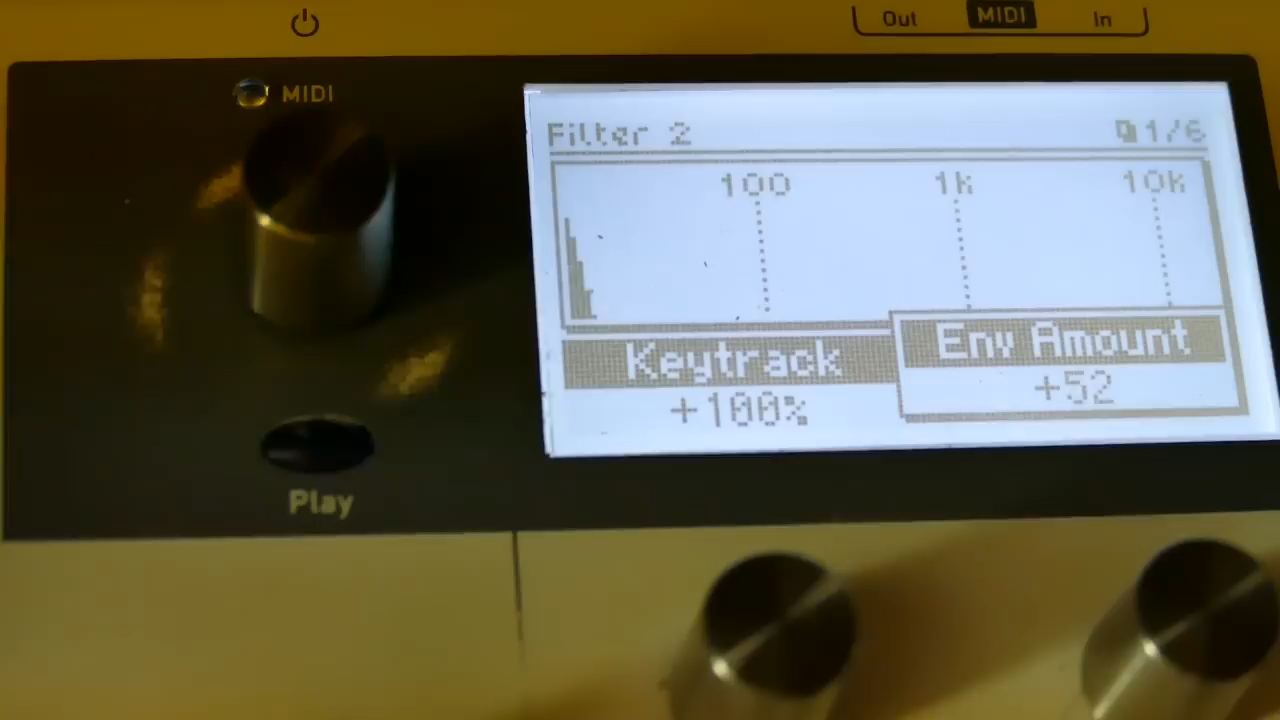 Out MIDI In
MIDI
Filter 2 1/6
100 1k 10k
Keytrack Env Amount
+100% +52
Play